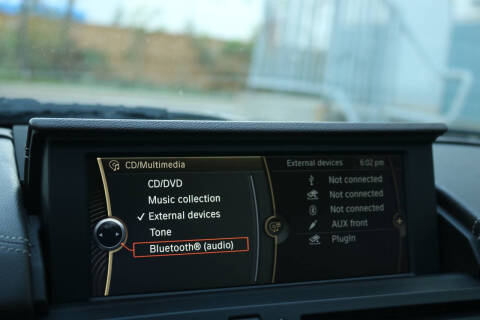 CD/Multimedia
CD/DVD
Music collection
External devices
Tone
Bluetooth® (audio)
External devices 6:02 pm
Not connected
Not connected
Not connected
AUX front
Plugin